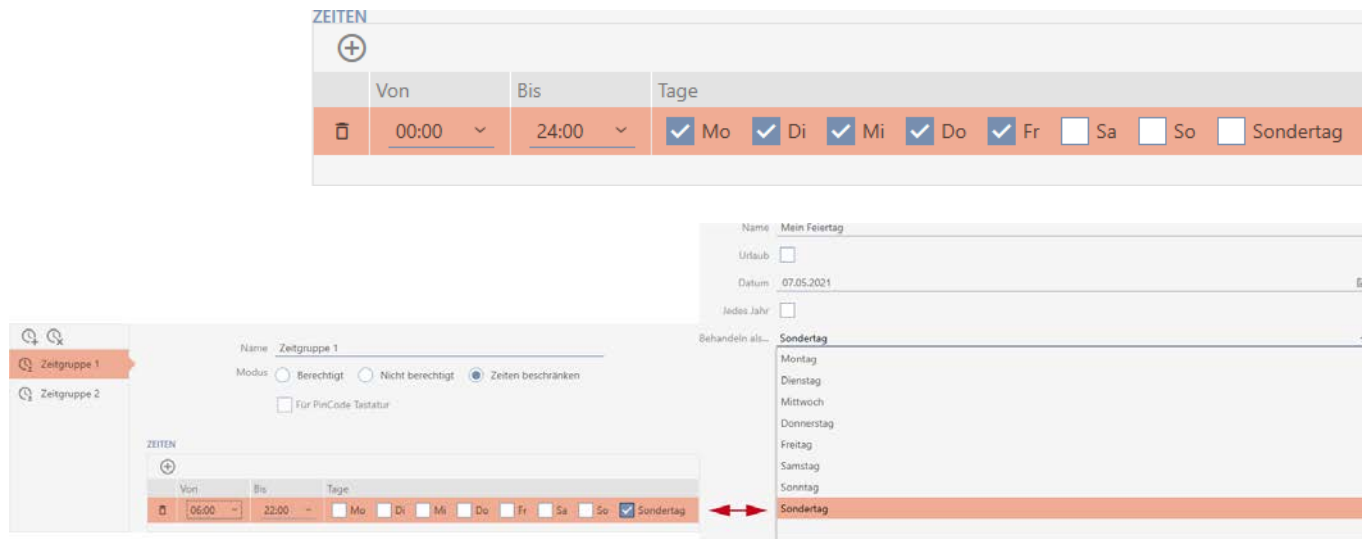 ZEITEN
Von Bis Tage
00:00 24:00 Mo Di Mi Do Fr Sa So Sondertag
Name Mein Feiertag
Urlaub
Datum 07.05.2021
Jedes Jahr
Behandeln als... Sondertag
Montag
Dienstag
Mittwoch
Donnerstag
Freitag
Samstag
Sonntag
Sondertag
Zeitgruppe 1
Zeitgruppe 2
Name Zeitgruppe 1
Modus Berechtigt Nicht berechtigt Zeiten beschränken
Für PinCode Tastatur
ZEITEN
Von Bis Tage
06:00 22:00 Mo Di Mi Do Fr Sa So Sondertag